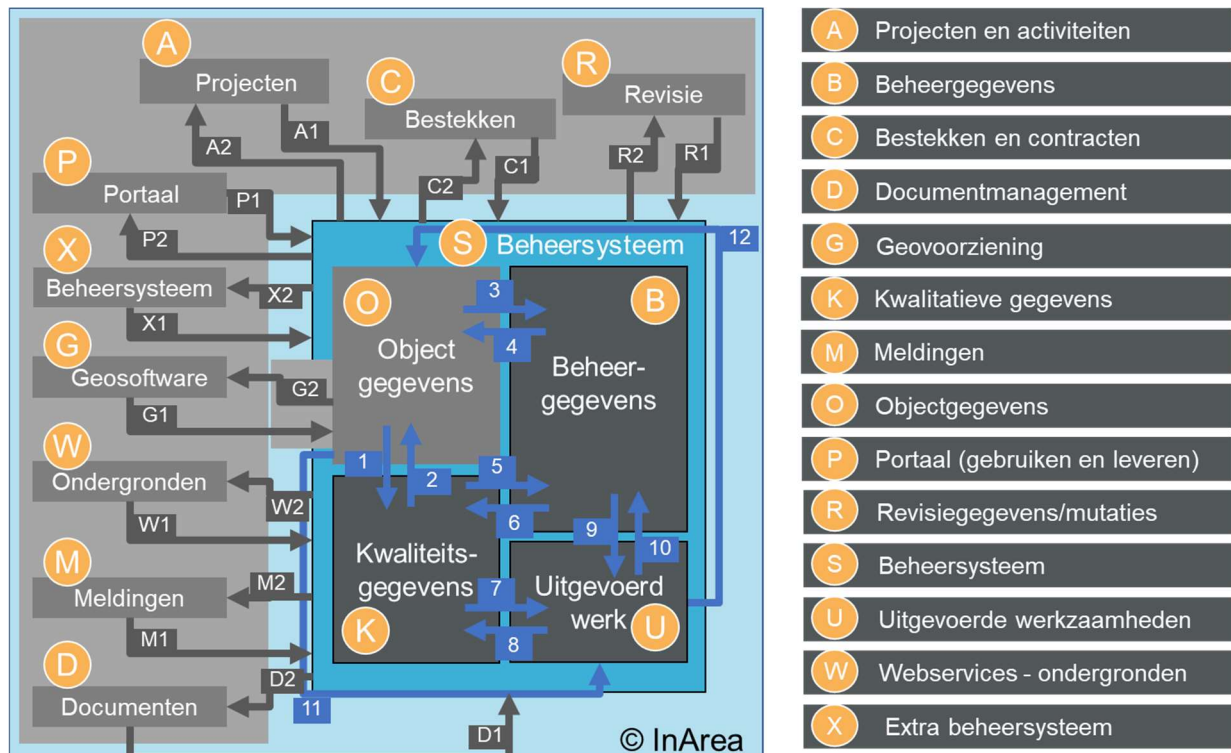 A
Projecten
A2
A1
C
Bestekken
C2
C1
R
Revisie
R2
R1
P
Portaal
P1
P2
X
Beheersysteem
X2
X1
G
Geosoftware
G2
G1
W
Ondergronden
W2
W1
M
Meldingen
M2
M1
D
Documenten
D2
D1
S Beheersysteem
12
O
Object
gegevens
3
4
B
Beheer-
gegevens
1
2
5
6
9
10
Kwaliteits-
gegevens
K
7
8
Uitgevoerd
werk
U
11
© InArea
A Projecten en activiteiten
B Beheergegevens
C Bestekken en contracten
D Documentmanagement
G Geovoorziening
K Kwalitatieve gegevens
M Meldingen
O Objectgegevens
P Portaal (gebruiken en leveren)
R Revisiegegevens/mutaties
S Beheersysteem
U Uitgevoerde werkzaamheden
W Webservices - ondergronden
X Extra beheersysteem